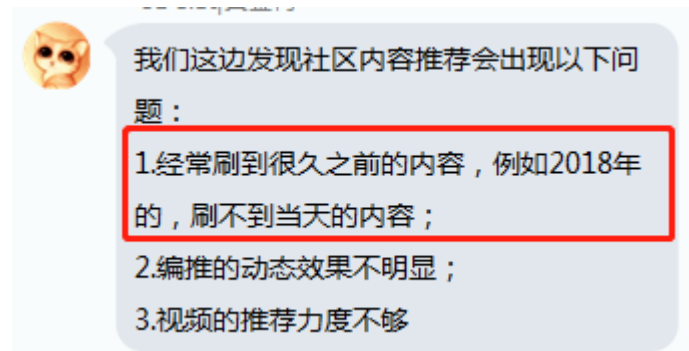 我们这边发现社区内容推荐会出现以下问
题：
1.经常刷到很久之前的内容，例如2018年
的，刷不到当天的内容；
2.编推的动态效果不明显；
3.视频的推荐力度不够